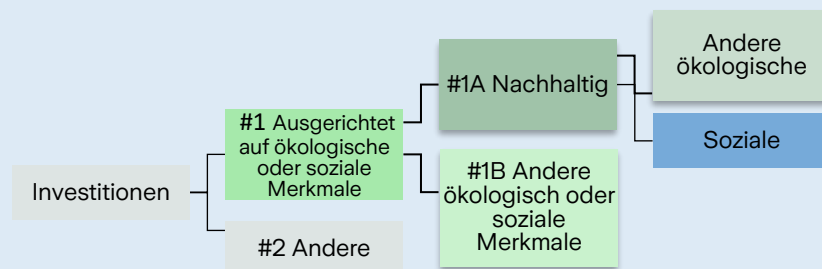 Investitionen
#1 Ausgerichtet
auf ökologische
oder soziale
Merkmale
#2 Andere
#1A Nachhaltig
#1B Andere
ökologisch oder
soziale
Merkmale
Andere
ökologische
Soziale